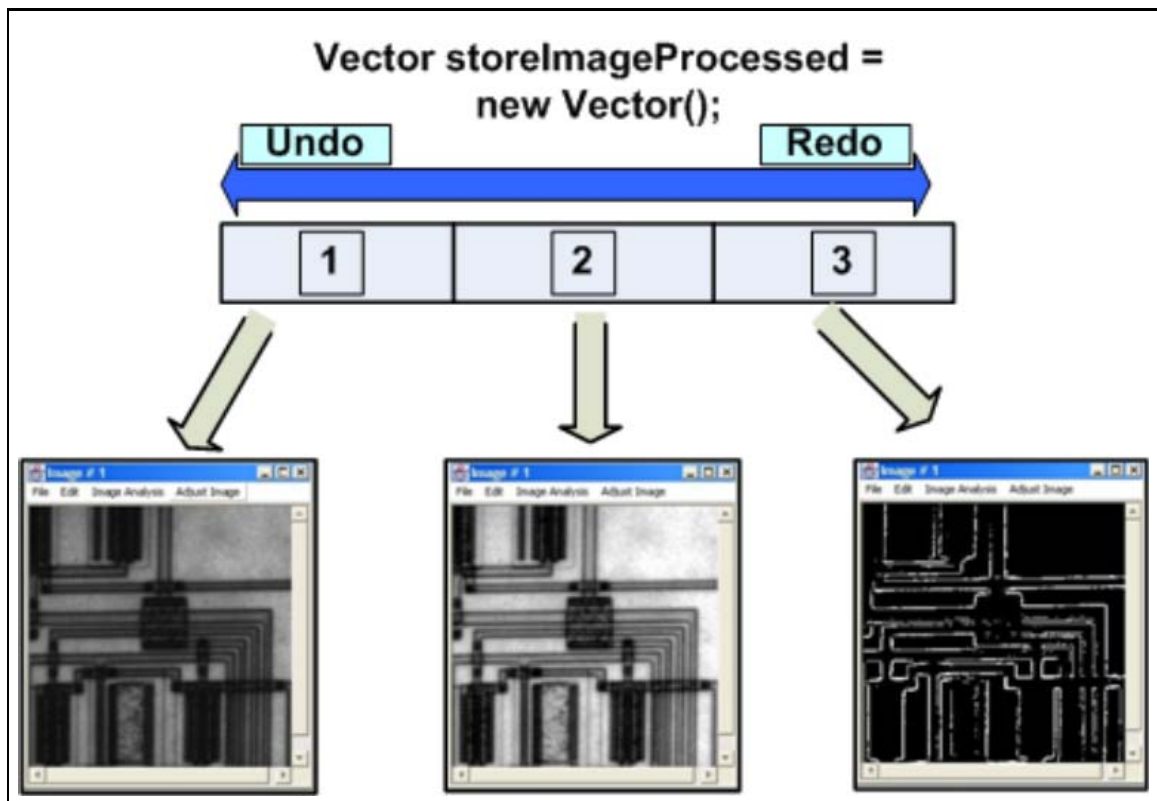 Vector storeImageProcessed =
new Vector();
Undo
Redo
1
2
3
Image # 1
File Edit Image Analysis Adjust Image
Image # 1
File Edit Image Analysis Adjust Image
Image # 1
File Edit Image Analysis Adjust Image